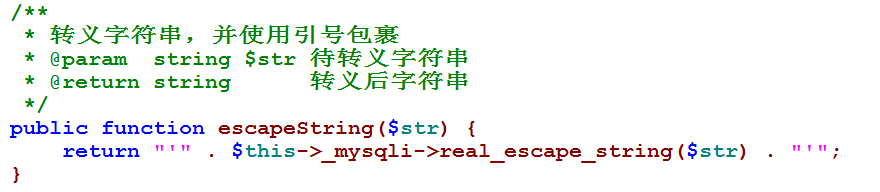 /**
 * 转义字符串，并使用引号包裹
 * @param  string $str 待转义字符串
 * @return string      转义后字符串
 */
public function escapeString($str) {
    return "'" . $this->_mysqli->real_escape_string($str) . "'";
}